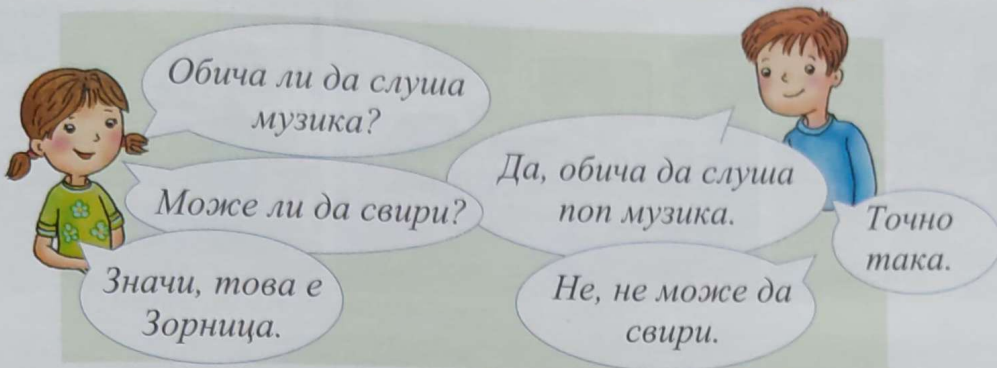 Обича ли да слуша
музика?
Да, обича да слуша
поп музика.
Може ли да свири?
Не, не може да
свири.
Значи, това е
Зорница.
Точно
така.